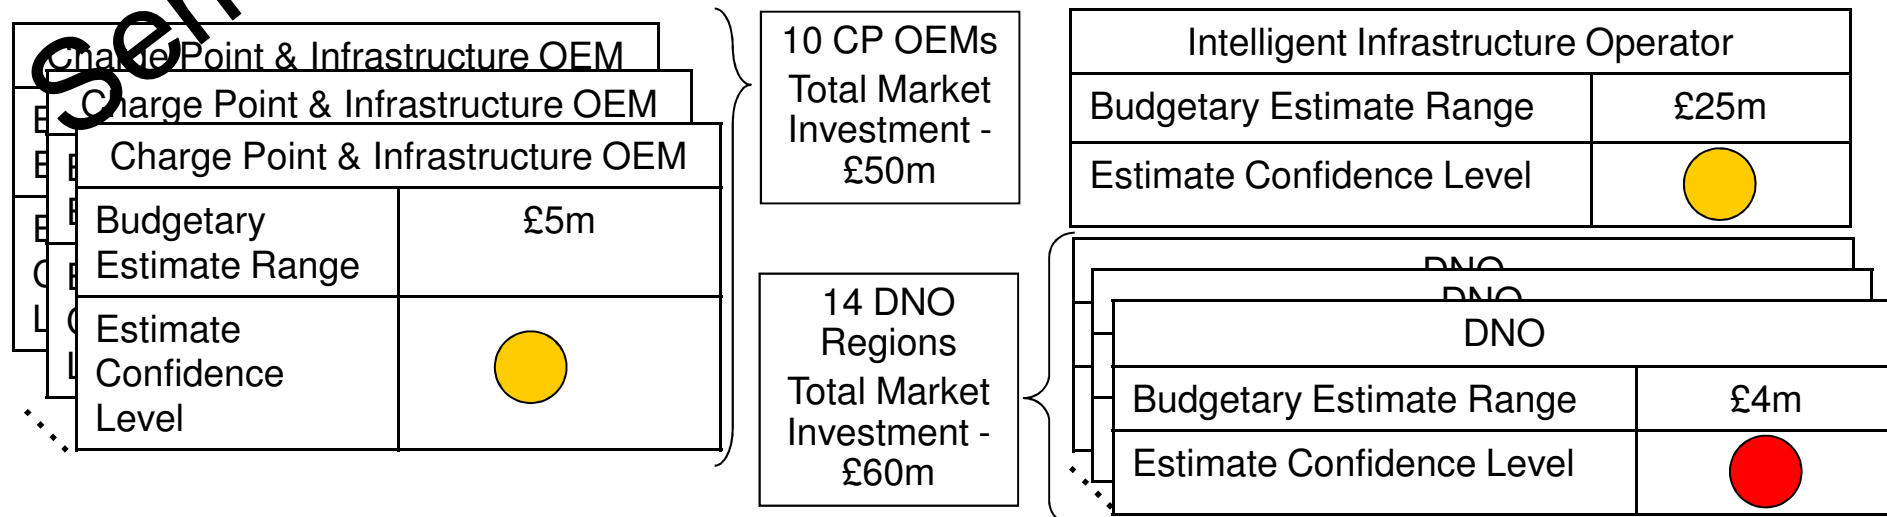 Charge Point & Infrastructure OEM
Charge Point & Infrastructure OEM
Charge Point & Infrastructure OEM
Budgetary
Estimate Range
£5m
Estimate
Confidence
Level
10 CP OEMs
Total Market
Investment -
£50m
14 DNO
Regions
Total Market
Investment -
£60m
Intelligent Infrastructure Operator
Budgetary Estimate Range £25m
Estimate Confidence Level
DNO
DNO
DNO
Budgetary Estimate Range £4m
Estimate Confidence Level